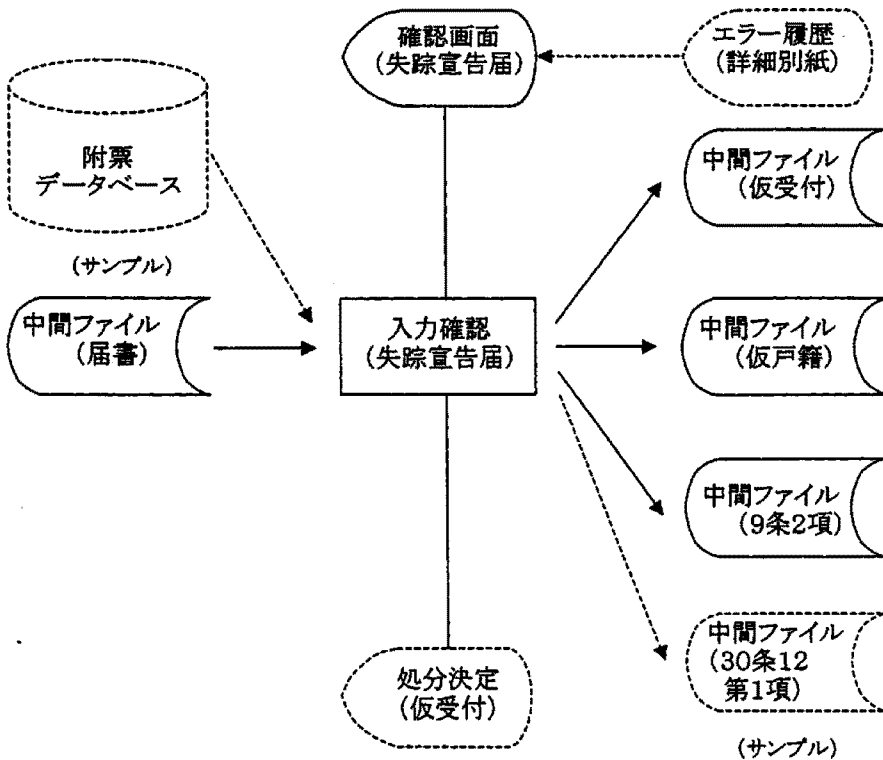 確認画面
(失踪宣告届)
エラー履歴
(詳細別紙)
附票
データベース
(サンプル)
中間ファイル
(仮受付)
中間ファイル
(届書)
入力確認
(失踪宣告届)
中間ファイル
(仮戸籍)
中間ファイル
(9条2項)
処分決定
(仮受付)
中間ファイル
(30条12
第1項)
(サンプル)